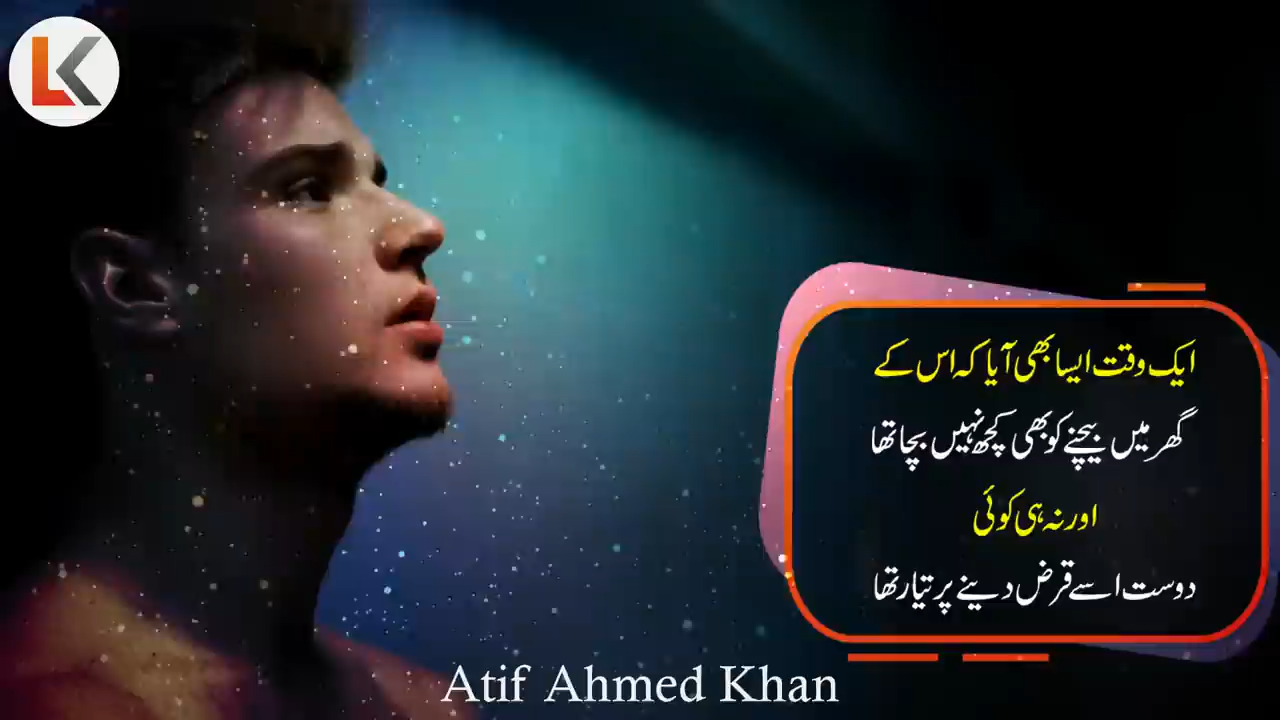 LK
ایک وقت ایسا بھی آیا کہ اس کے
گھر میں بیچنے کو بھی کچھ نہیں بچا تھا
اور نہ ہی کوئی
دوست اسے قرض دینے پر تیار تھا
Atif Ahmed Khan